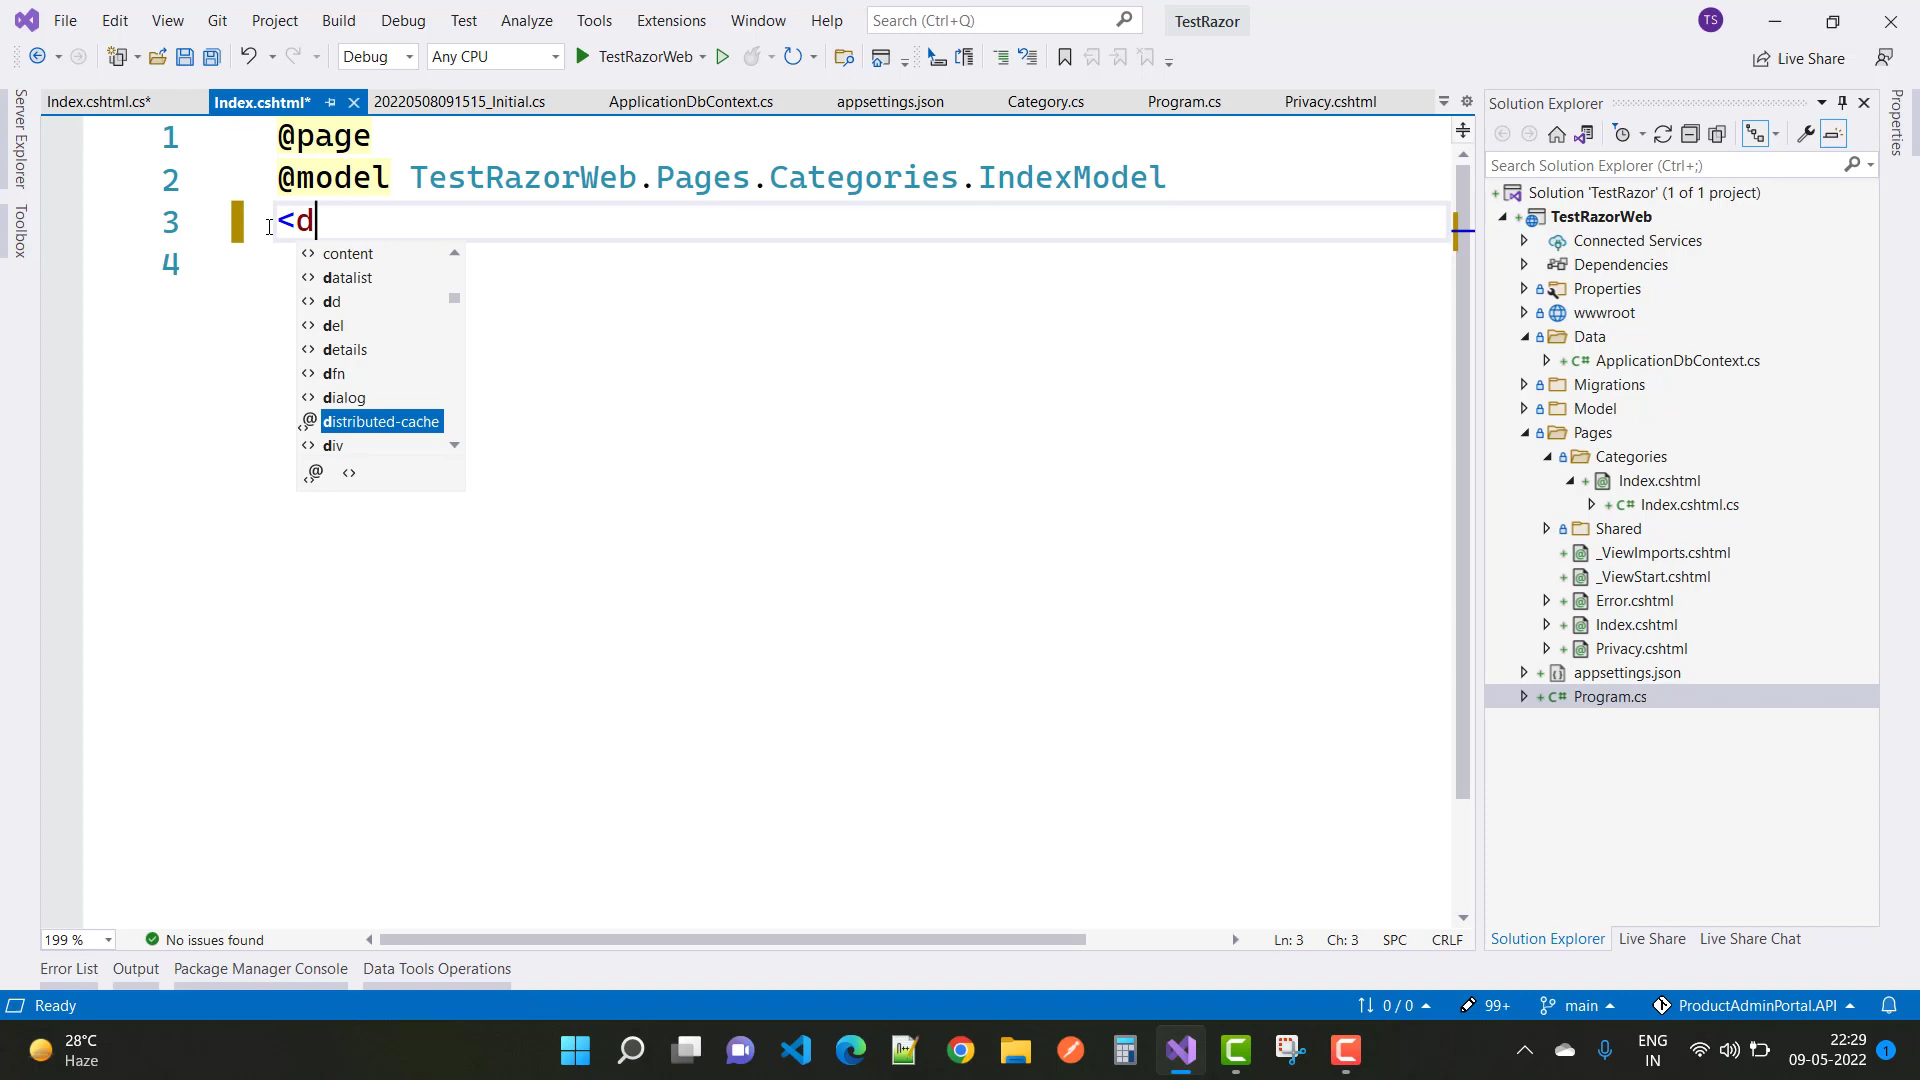 File Edit View Git Project Build Debug Test Analyze Tools Extensions Window Help Search (Ctrl+Q) TestRazor TS
Debug Any CPU TestRazorWeb Live Share
Server Explorer
Toolbox
Index.cshtml.cs* Index.cshtml* 20220508091515_Initial.cs ApplicationDbContext.cs appsettings.json Category.cs Program.cs Privacy.cshtml
1 @page
2 @model TestRazorWeb.Pages.Categories.IndexModel
3 <d
4
content
datalist
dd
del
details
dfn
dialog
distributed-cache
div
199 % No issues found Ln: 3 Ch: 3 SPC CRLF
Solution Explorer
Search Solution Explorer (Ctrl+;)
Solution 'TestRazor' (1 of 1 project)
TestRazorWeb
Connected Services
Dependencies
Properties
wwwroot
Data
ApplicationDbContext.cs
Migrations
Model
Pages
Categories
Index.cshtml
Index.cshtml.cs
Shared
_ViewImports.cshtml
_ViewStart.cshtml
Error.cshtml
Index.cshtml
Privacy.cshtml
appsettings.json
Program.cs
Solution Explorer Live Share Live Share Chat
Properties
Error List Output Package Manager Console Data Tools Operations
Ready 0 / 0 99+ main ProductAdminPortal.API
28°C
Haze
ENG
IN
22:29
09-05-2022
1